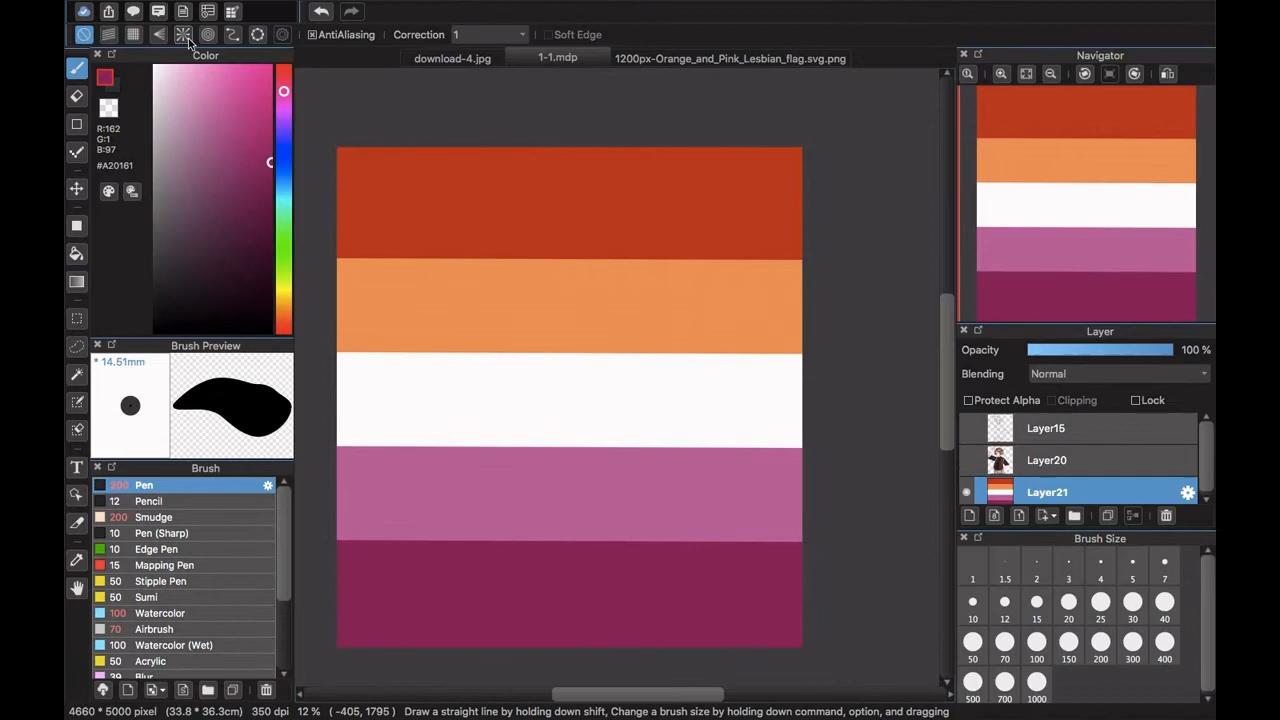 AntiAliasing
Correction
1
Soft Edge
Color
download-4.jpg
1-1.mdp
1200px-Orange_and_Pink_Lesbian_flag.svg.png
Navigator
R:162
G:1
B:97
#A20161
Brush Preview
* 14.51mm
Brush
200 Pen
12 Pencil
200 Smudge
10 Pen (Sharp)
10 Edge Pen
15 Mapping Pen
50 Stipple Pen
50 Sumi
100 Watercolor
70 Airbrush
100 Watercolor (Wet)
50 Acrylic
39 Blur
Layer
Opacity 100 %
Blending Normal
Protect Alpha Clipping Lock
Layer15
Layer20
Layer21
Brush Size
1 1.5 2 3 4 5 7
10 12 15 20 25 30 40
50 70 100 150 200 300 400
500 700 1000
4660 * 5000 pixel (33.8 * 36.3cm) 350 dpi 12 % ( -405, 1795 ) Draw a straight line by holding down shift, Change a brush size by holding down command, option, and dragging